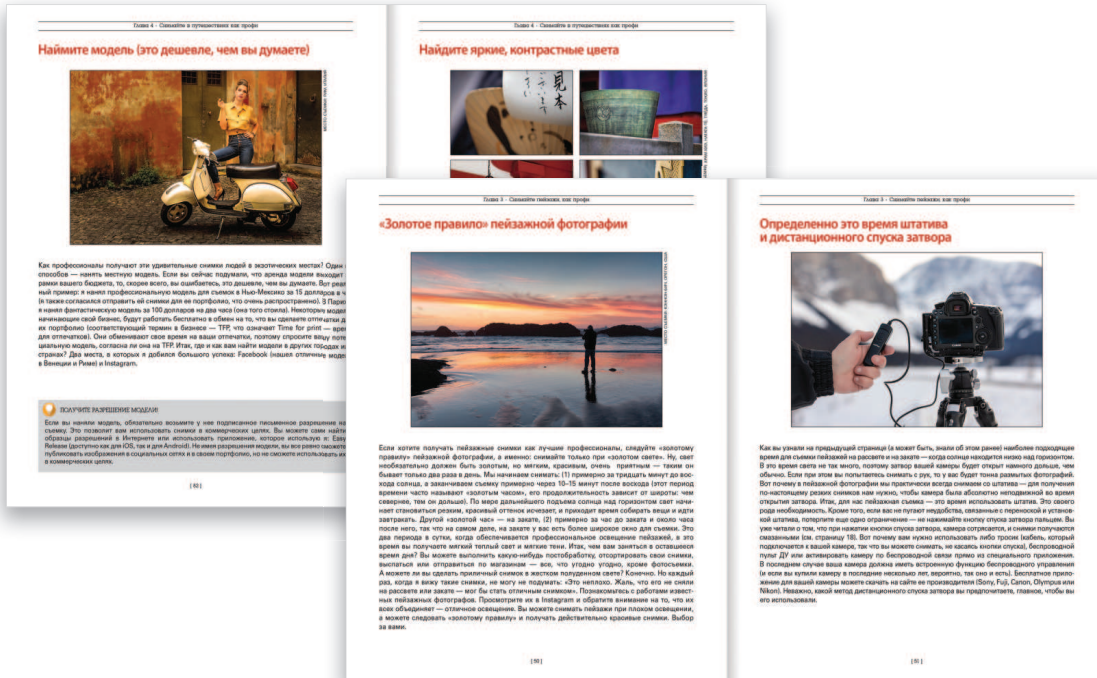 Глава 4 - Снимайте в путешествиях как профи
Наймите модель (это дешевле, чем вы думаете)
Как профессионалы получают эти удивительные снимки людей в экзотических местах? Один
способов — нанять местную модель. Если вы сейчас подумали, что аренда модели выходит
рамки вашего бюджета, то, скорее всего, вы ошибаетесь, это дешевле, чем вы думаете. Вот
ный пример: я нанял профессиональную модель для съемок в Нью-Мексико за 15 долларов в
(я также согласился отправить ей снимки для ее портфолио, что очень распространено). В
я нанял фантастическую модель за 100 долларов на два часа (она того стоила). Некоторые
начинающие свой бизнес, будут работать бесплатно в обмен на то, что вы сделаете отпечатки
их портфолио (соответствующий термин в бизнесе — TFP, что означает Time for print —
для отпечатков). Они обменивают свое время на ваши отпечатки, поэтому спросите вашу
циальную модель, согласна ли она на TFP. Итак, где и как вам найти модели в других городах
странах? Два места, в которых я добился большого успеха: Facebook (нашел отличные
в Венеции и Риме) и Instagram.
ПОЛУЧИТЕ РАЗРЕШЕНИЕ МОДЕЛИ!
Если вы наняли модель, обязательно возьмите у нее подписанное письменное разрешение на
съемку. Это позволит вам использовать снимки в коммерческих целях. Вы можете сами найти
образцы разрешений в Интернете или использовать приложение, которое использую я: Easy
Release (доступно как для iOS, так и для Android). Не имея разрешения модели, вы все равно сможете
публиковать изображения в социальных сетях и в своем портфолио, но не сможете использовать их
в коммерческих целях.
Глава 4 - Снимайте в путешествиях как профи
Найдите яркие, контрастные цвета
見本
Глава 3 - Снимайте пейзажи как профи
«Золотое правило» пейзажной фотографии
Если хотите получать пейзажные снимки как лучшие профессионалы, следуйте «золотому
правилу» пейзажной фотографии, а именно: снимайте только при «золотом свете». Ну, свет
необязательно должен быть золотым, но мягким, красивым, очень приятным — таким он
бывает только два раза в день. Мы начинаем снимать: (1) примерно за тридцать минут до вос-
хода солнца, а заканчиваем съемку примерно через 10–15 минут после восхода (этот период
времени часто называют «золотым часом», его продолжительность зависит от широты: чем
севернее, тем он дольше). По мере дальнейшего подъема солнца над горизонтом свет начи-
нает становиться резким, красивый оттенок исчезает, и приходит время собирать вещи и идти
завтракать. Другой «золотой час» — на закате, (2) примерно за час до заката и около часа
после него, так что на самом деле, на закате у вас есть более широкое окно для съемки. Это
два периода в сутки, когда обеспечивается профессиональное освещение пейзажей, в это
время вы получаете мягкий теплый свет и мягкие тени. Итак, чем вам заняться в оставшееся
время дня? Вы можете выполнить какую-нибудь постобработку, отсортировать свои снимки,
выспаться или отправиться по магазинам — все, что угодно угодно, кроме фотосъемки.
А можете ли вы сделать приличный снимок в жестком полуденном свете? Конечно. Но каждый
раз, когда я вижу такие снимки, не могу не подумать: «Это неплохо. Жаль, что его не сняли
на рассвете или закате — мог бы стать отличным снимком». Познакомьтесь с работами извест-
ных пейзажных фотографов. Просмотрите их в Instagram и обратите внимание на то, что их
всех объединяет — отличное освещение. Вы можете снимать пейзажи при плохом освещении,
а можете следовать «золотому правилу» и получать действительно красивые снимки. Выбор
за вами.
[ 50 ]
Глава 3 - Снимайте пейзажи как профи
Определенно это время штатива
и дистанционного спуска затвора
Как вы узнали на предыдущей странице (а может быть, знали об этом ранее) наиболее подходящее
время для съемки пейзажей на рассвете и на закате — когда солнце находится низко над горизонтом.
В это время света не так много, поэтому затвор вашей камеры будет открыт намного дольше, чем
обычно. Если при этом вы попытаетесь снимать с рук, то у вас будет тонна размытых фотографий.
Вот почему в пейзажной фотографии мы практически всегда снимаем со штатива — для получения
по-настоящему резких снимков нам нужно, чтобы камера была абсолютно неподвижной во время
открытия затвора. Итак, для нас пейзажная съемка — это время использовать штатив. Это своего
рода необходимость. Кроме того, если вас не пугают неудобства, связанные с переноской и установ-
кой штатива, потерпите еще одно ограничение — не нажимайте кнопку спуска затвора пальцем. Вы
уже читали о том, что при нажатии кнопки спуска затвора, камера сотрясается, и снимки получаются
смазанными (см. страницу 18). Вот почему вам нужно использовать либо тросик (кабель, который
подключается к вашей камере, так что вы можете снимать, не касаясь кнопки спуска), беспроводной
пульт ДУ или активировать камеру по беспроводной связи прямо из специального приложения.
В последнем случае ваша камера должна иметь встроенную функцию беспроводного управления
(и если вы купили камеру в последние несколько лет, вероятно, так оно и есть). Бесплатное прило-
жение для вашей камеры можете скачать на сайте ее производителя (Sony, Fuji, Canon, Olympus или
Nikon). Неважно, какой метод дистанционного спуска затвора вы предпочитаете, главное, чтобы вы
его использовали.
[ 51 ]